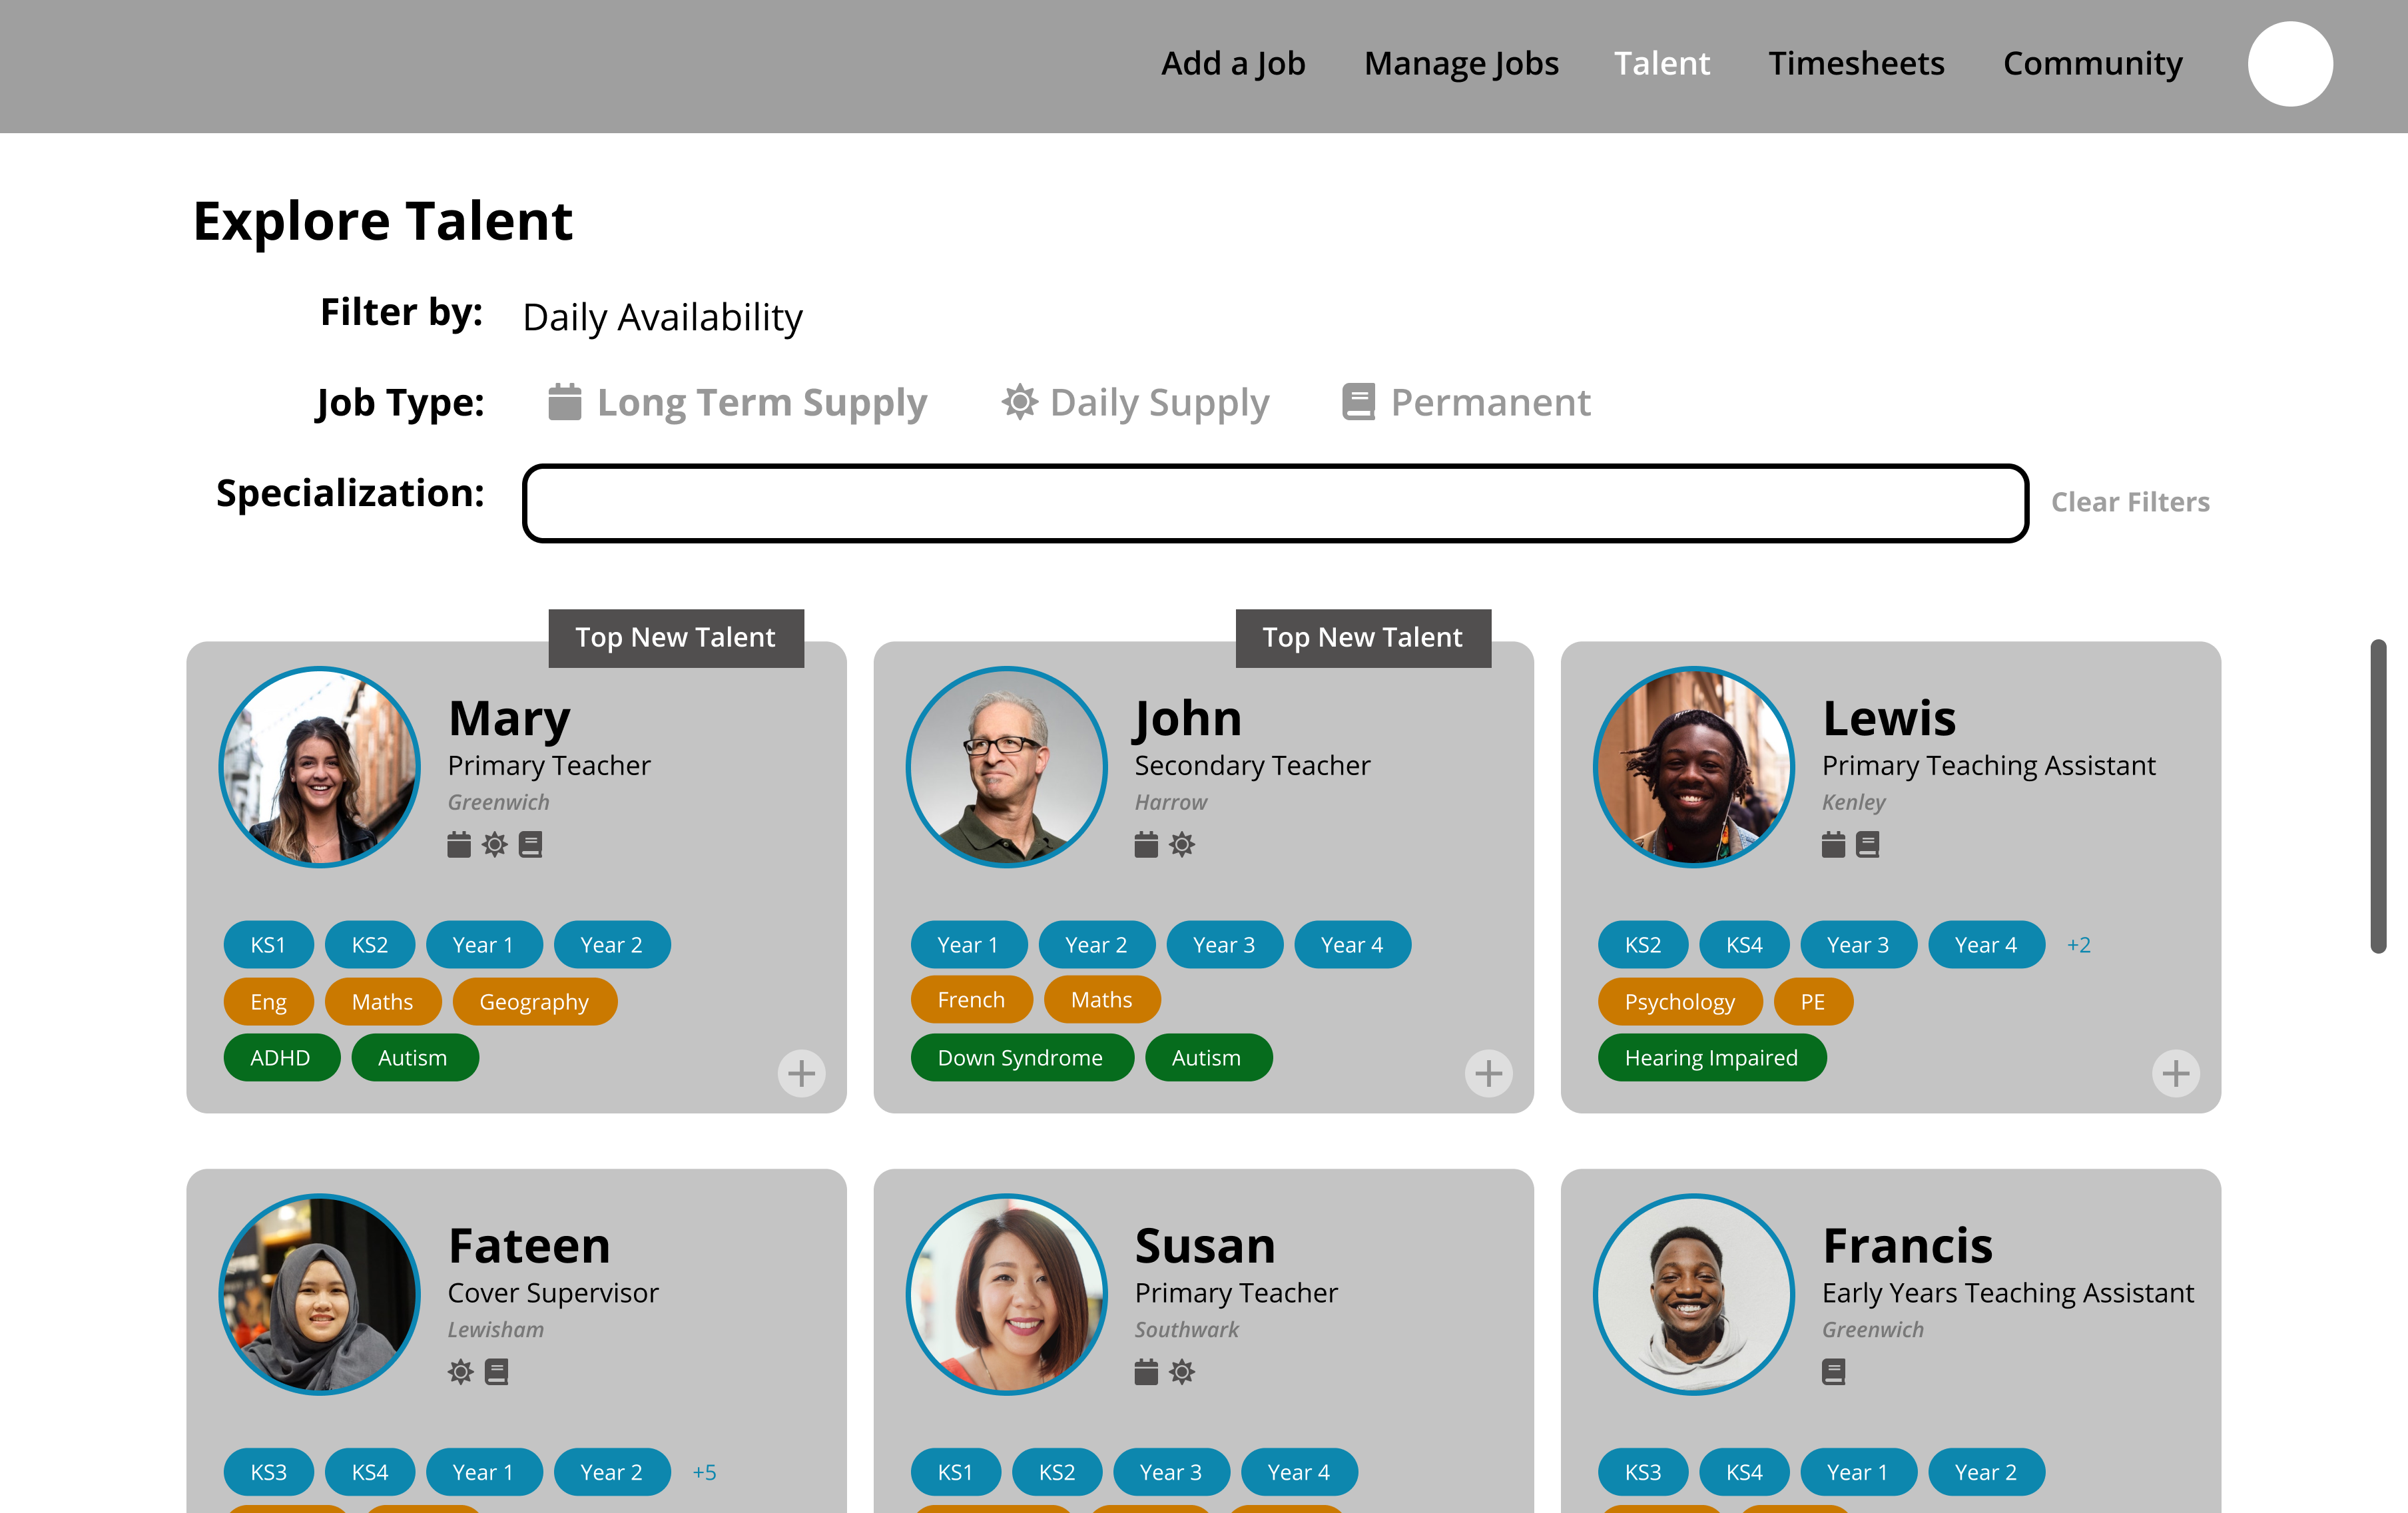 Add a Job Manage Jobs Talent Timesheets Community
Explore Talent
Filter by: Daily Availability
Job Type: Long Term Supply Daily Supply Permanent
Specialization: Clear Filters
Top New Talent
Mary
Primary Teacher
Greenwich
KS1 KS2 Year 1 Year 2
Eng Maths Geography
ADHD Autism
Top New Talent
John
Secondary Teacher
Harrow
Year 1 Year 2 Year 3 Year 4
French Maths
Down Syndrome Autism
Lewis
Primary Teaching Assistant
Kenley
KS2 KS4 Year 3 Year 4 +2
Psychology PE
Hearing Impaired
Fateen
Cover Supervisor
Lewisham
KS3 KS4 Year 1 Year 2 +5
Susan
Primary Teacher
Southwark
KS1 KS2 Year 3 Year 4
Francis
Early Years Teaching Assistant
Greenwich
KS3 KS4 Year 1 Year 2